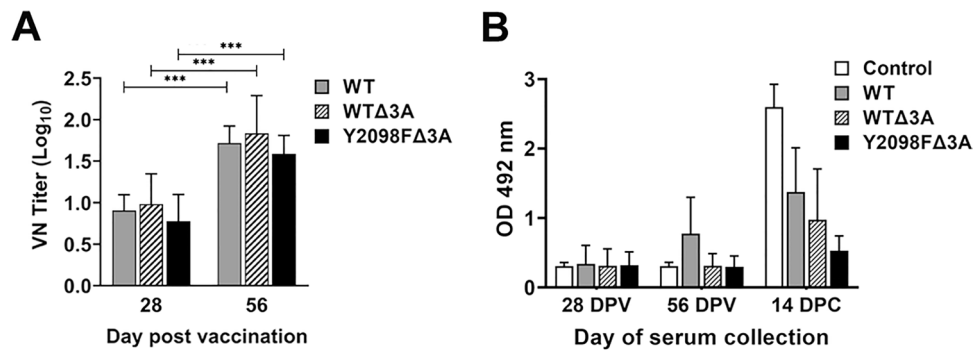 A
***
***
***
2.5
2.0
1.5
1.0
0.5
0.0
VN Titer (Log10)
28
56
Day post vaccination
WT
WTΔ3A
Y2098FΔ3A
B
3
2
1
0
OD 492 nm
28 DPV
56 DPV
14 DPC
Day of serum collection
Control
WT
WTΔ3A
Y2098FΔ3A